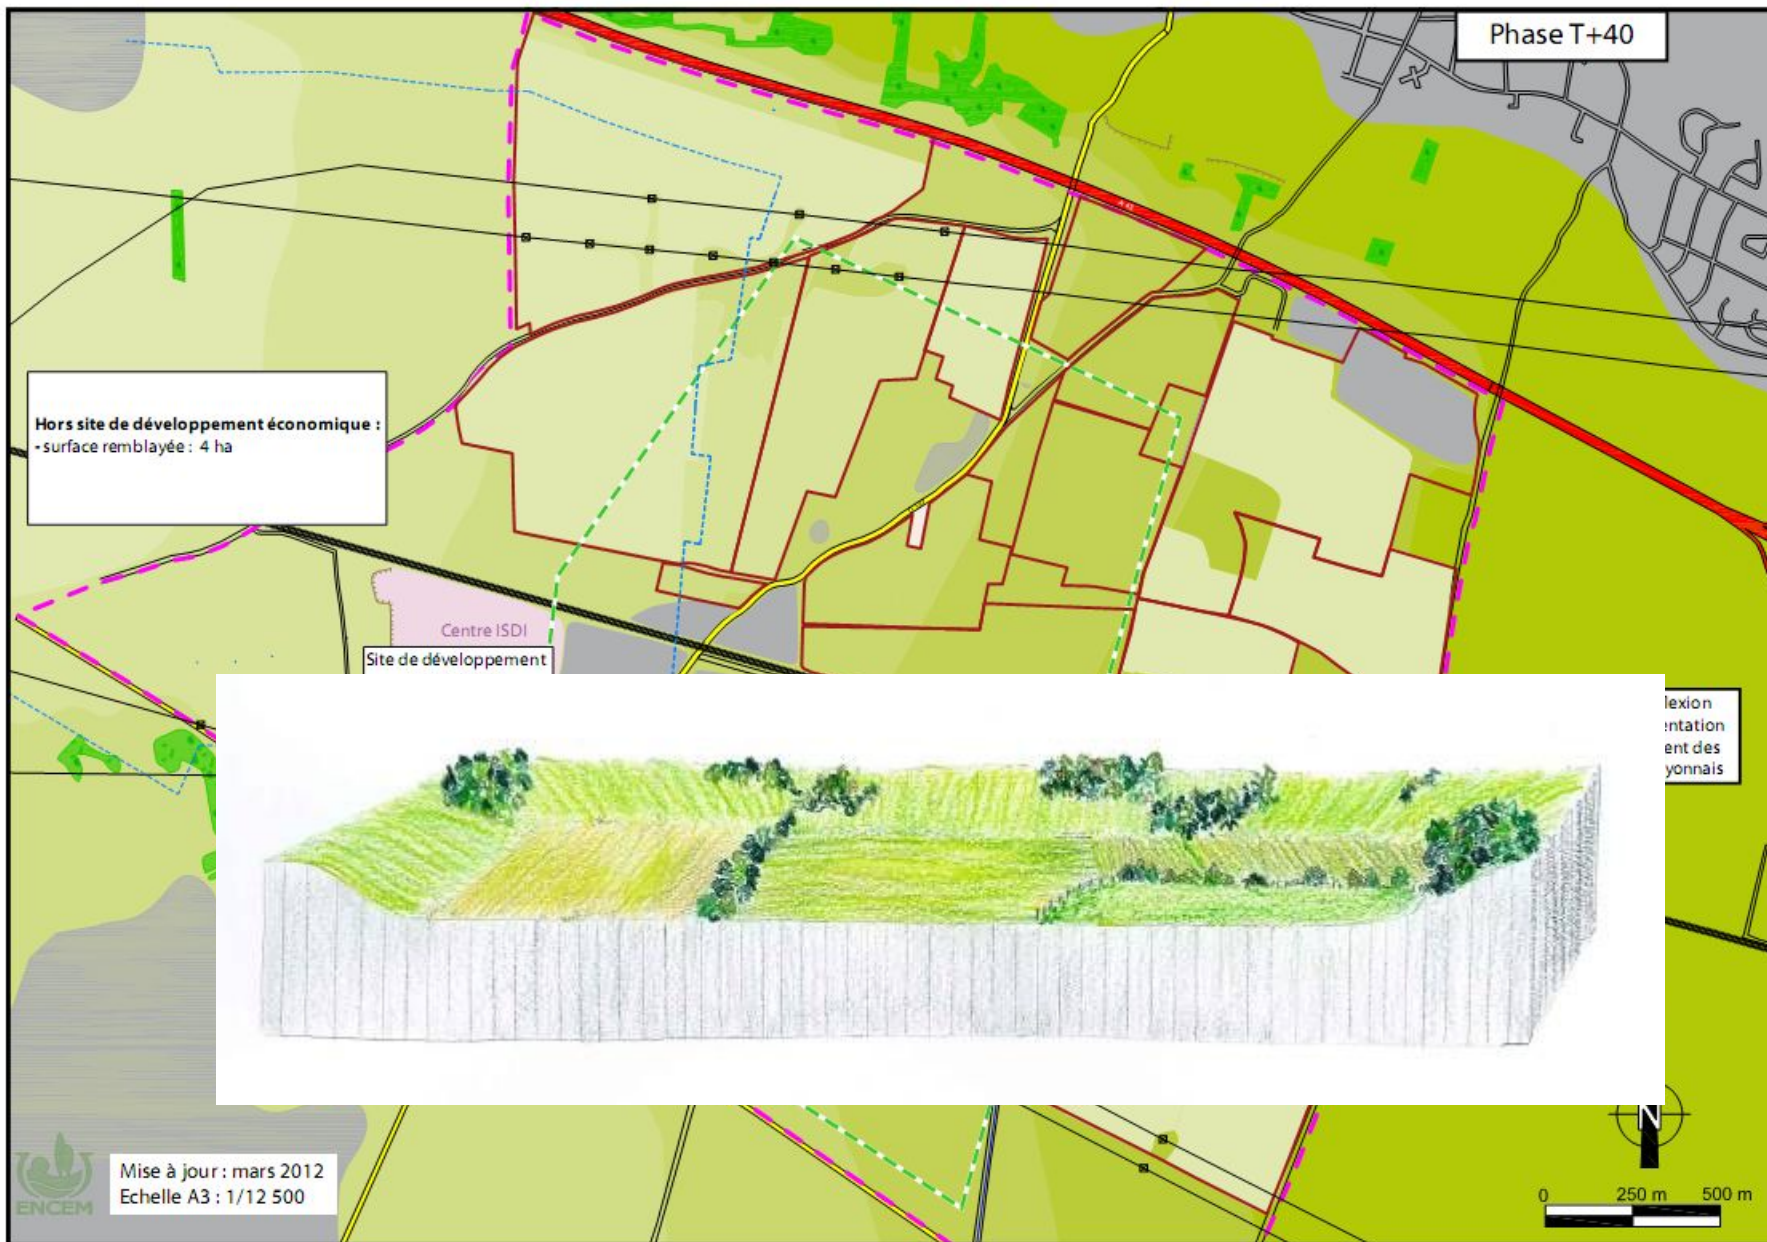 Phase T+40
A 43
Hors site de développement économique :
- surface remblayée : 4 ha
Centre ISDI
Site de développement
lexion
entation
ent des
yonnais
N
ENCEM
Mise à jour : mars 2012
Echelle A3 : 1/12 500
0 250 m 500 m